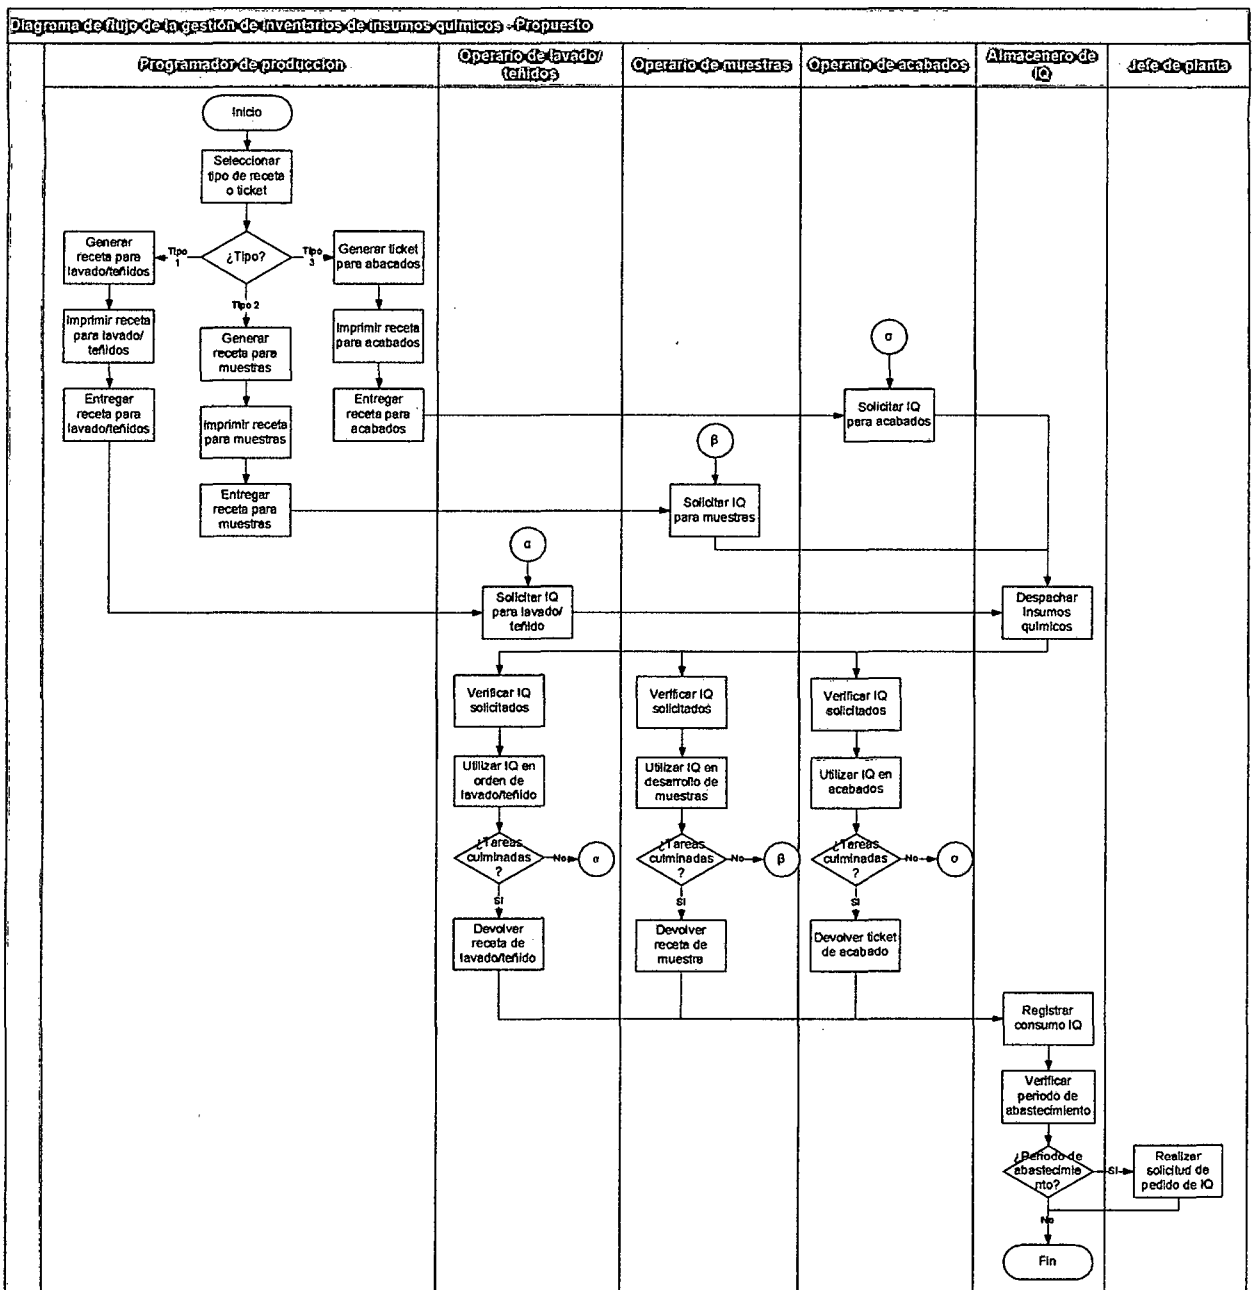 Diagrama de flujo de la gestión de inventarios de insumos químicos - Propuesto
Programador de produccion
Operario de lavado/
teñidos
Operario de muestras
Operario de acabados
Almacenero de
IQ
Jefe de planta
Inicio
Seleccionar
tipo de receta
o ticket
¿Tipo?
Tipo
1
Tipo
3
Tipo 2
Generar
receta para
lavado/teñidos
Imprimir receta
para lavado/
teñidos
Entregar
receta para
lavado/teñidos
Generar
receta para
muestras
Imprimir receta
para muestras
Entregar
receta para
muestras
Generar ticket
para abacados
Imprimir receta
para acabados
Entregar
receta para
acabados
σ
Solicitar IQ
para acabados
β
Solicitar IQ
para muestras
α
Solicitar IQ
para lavado/
teñido
Despachar
insumos
químicos
Verificar IQ
solicitados
Verificar IQ
solicitados
Verificar IQ
solicitados
Utilizar IQ en
orden de
lavado/teñido
Utilizar IQ en
desarrollo de
muestras
Utilizar IQ en
acabados
¿Tareas
culminadas
?
No
α
¿Tareas
culminadas
?
No
β
¿Tareas
culminadas
?
No
σ
SI
SI
SI
Devolver
receta de
lavado/teñido
Devolver
receta de
muestra
Devolver ticket
de acabado
Registrar
consumo IQ
Verificar
periodo de
abastecimiento
¿Periodo de
abastecimie
nto?
SI
Realizar
solicitud de
pedido de IQ
No
Fin